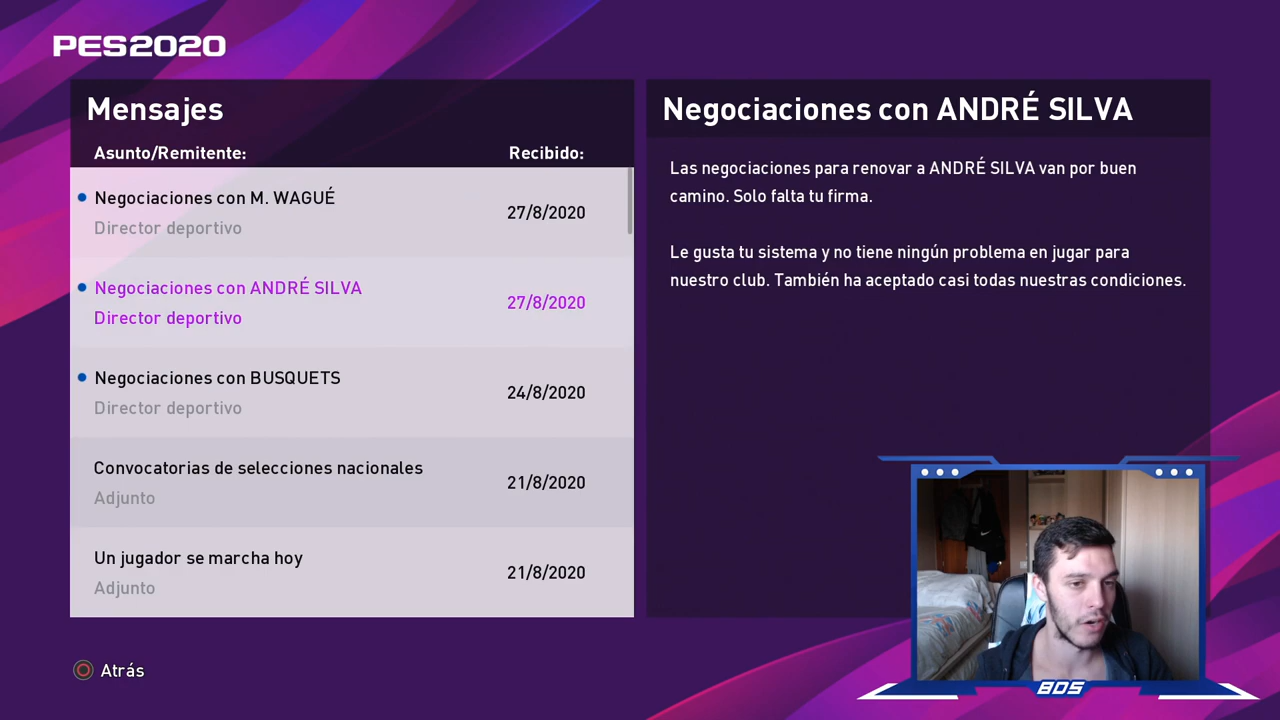 PES2020
Mensajes
Asunto/Remitente: Recibido:
Negociaciones con M. WAGUÉ
Director deportivo
27/8/2020
Negociaciones con ANDRÉ SILVA
Director deportivo
27/8/2020
Negociaciones con BUSQUETS
Director deportivo
24/8/2020
Convocatorias de selecciones nacionales
Adjunto
21/8/2020
Un jugador se marcha hoy
Adjunto
21/8/2020
Atrás
Negociaciones con ANDRÉ SILVA
Las negociaciones para renovar a ANDRÉ SILVA van por buen
camino. Solo falta tu firma.
Le gusta tu sistema y no tiene ningún problema en jugar para
nuestro club. También ha aceptado casi todas nuestras condiciones.
BDS